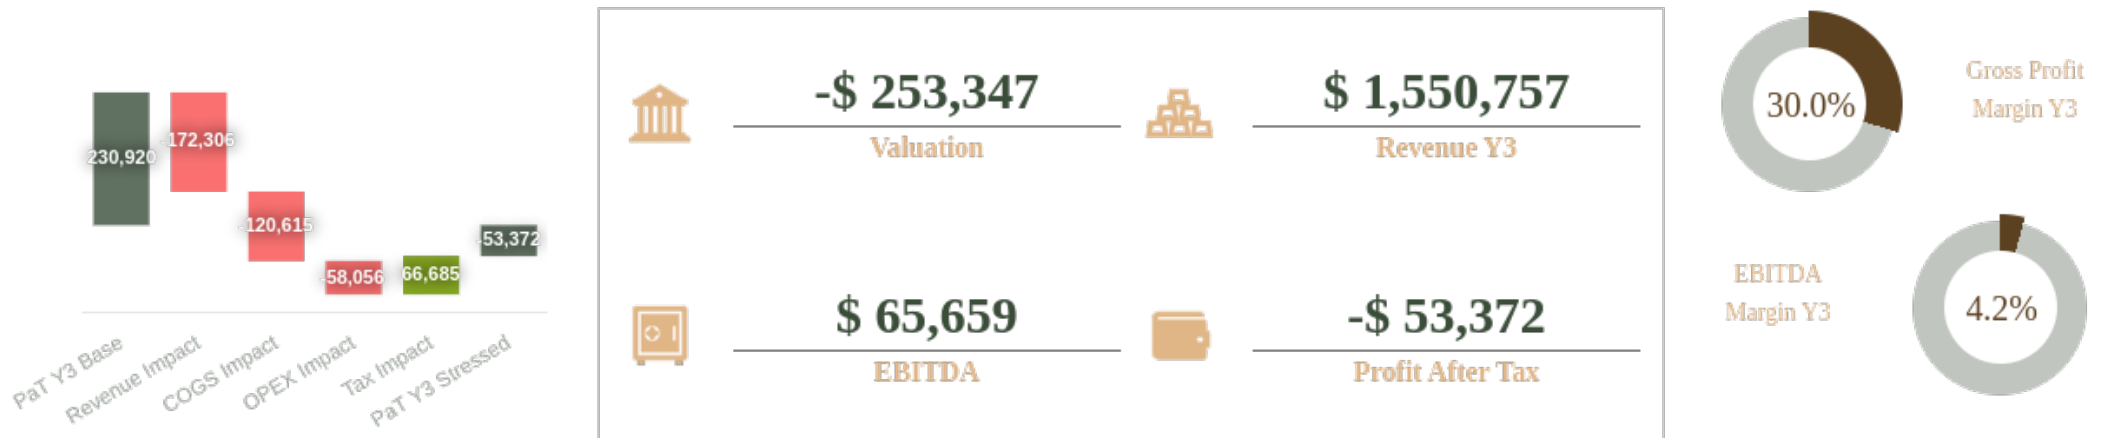 230,920
-172,306
-120,615
-58,056
66,685
-53,372
PaT Y3 Base
Revenue Impact
COGS Impact
OPEX Impact
Tax Impact
PaT Y3 Stressed
-$ 253,347
Valuation
$ 1,550,757
Revenue Y3
$ 65,659
EBITDA
-$ 53,372
Profit After Tax
30.0%
Gross Profit
Margin Y3
EBITDA
Margin Y3
4.2%